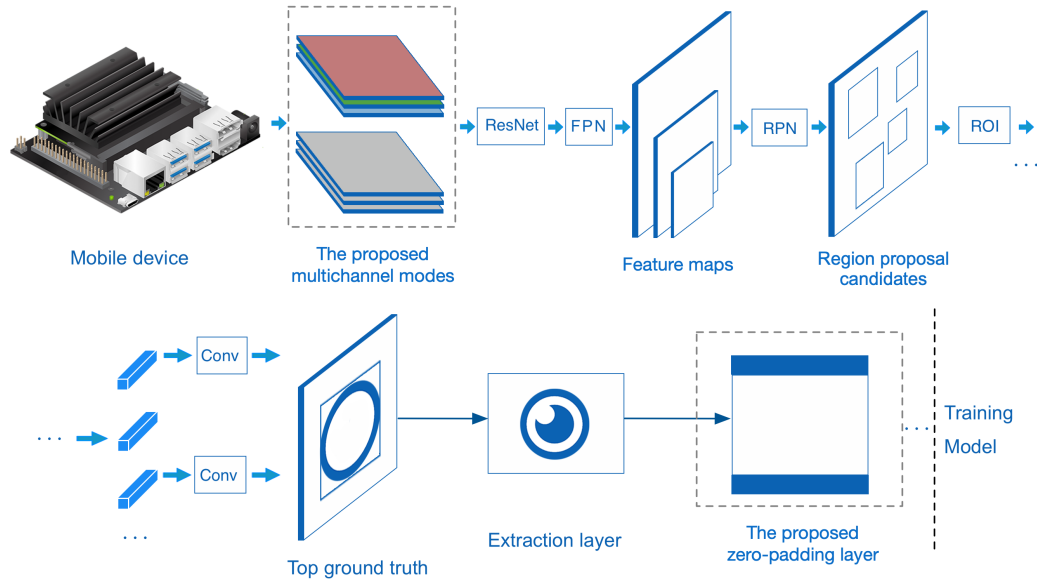 ResNet
FPN
RPN
ROI
...
Mobile device
The proposed
multichannel modes
Feature maps
Region proposal
candidates
Conv
...
Conv
...
Top ground truth
Extraction layer
The proposed
zero-padding layer
...
Training
Model